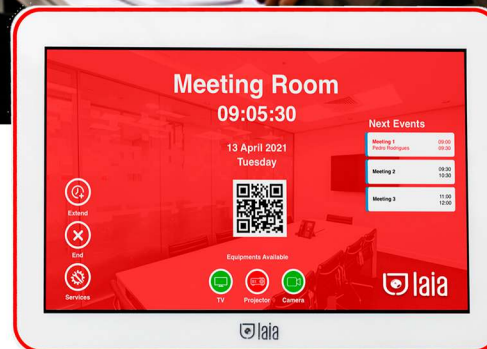 Meeting Room
09:05:30
13 April 2021
Tuesday
Extend
End
Services
Equipments Available
TV
Projector
Camera
Next Events
Meeting 1 09:00
Pedro Rodrigues 09:30
Meeting 2 09:30
10:30
Meeting 3 11:00
12:00
laia
laia